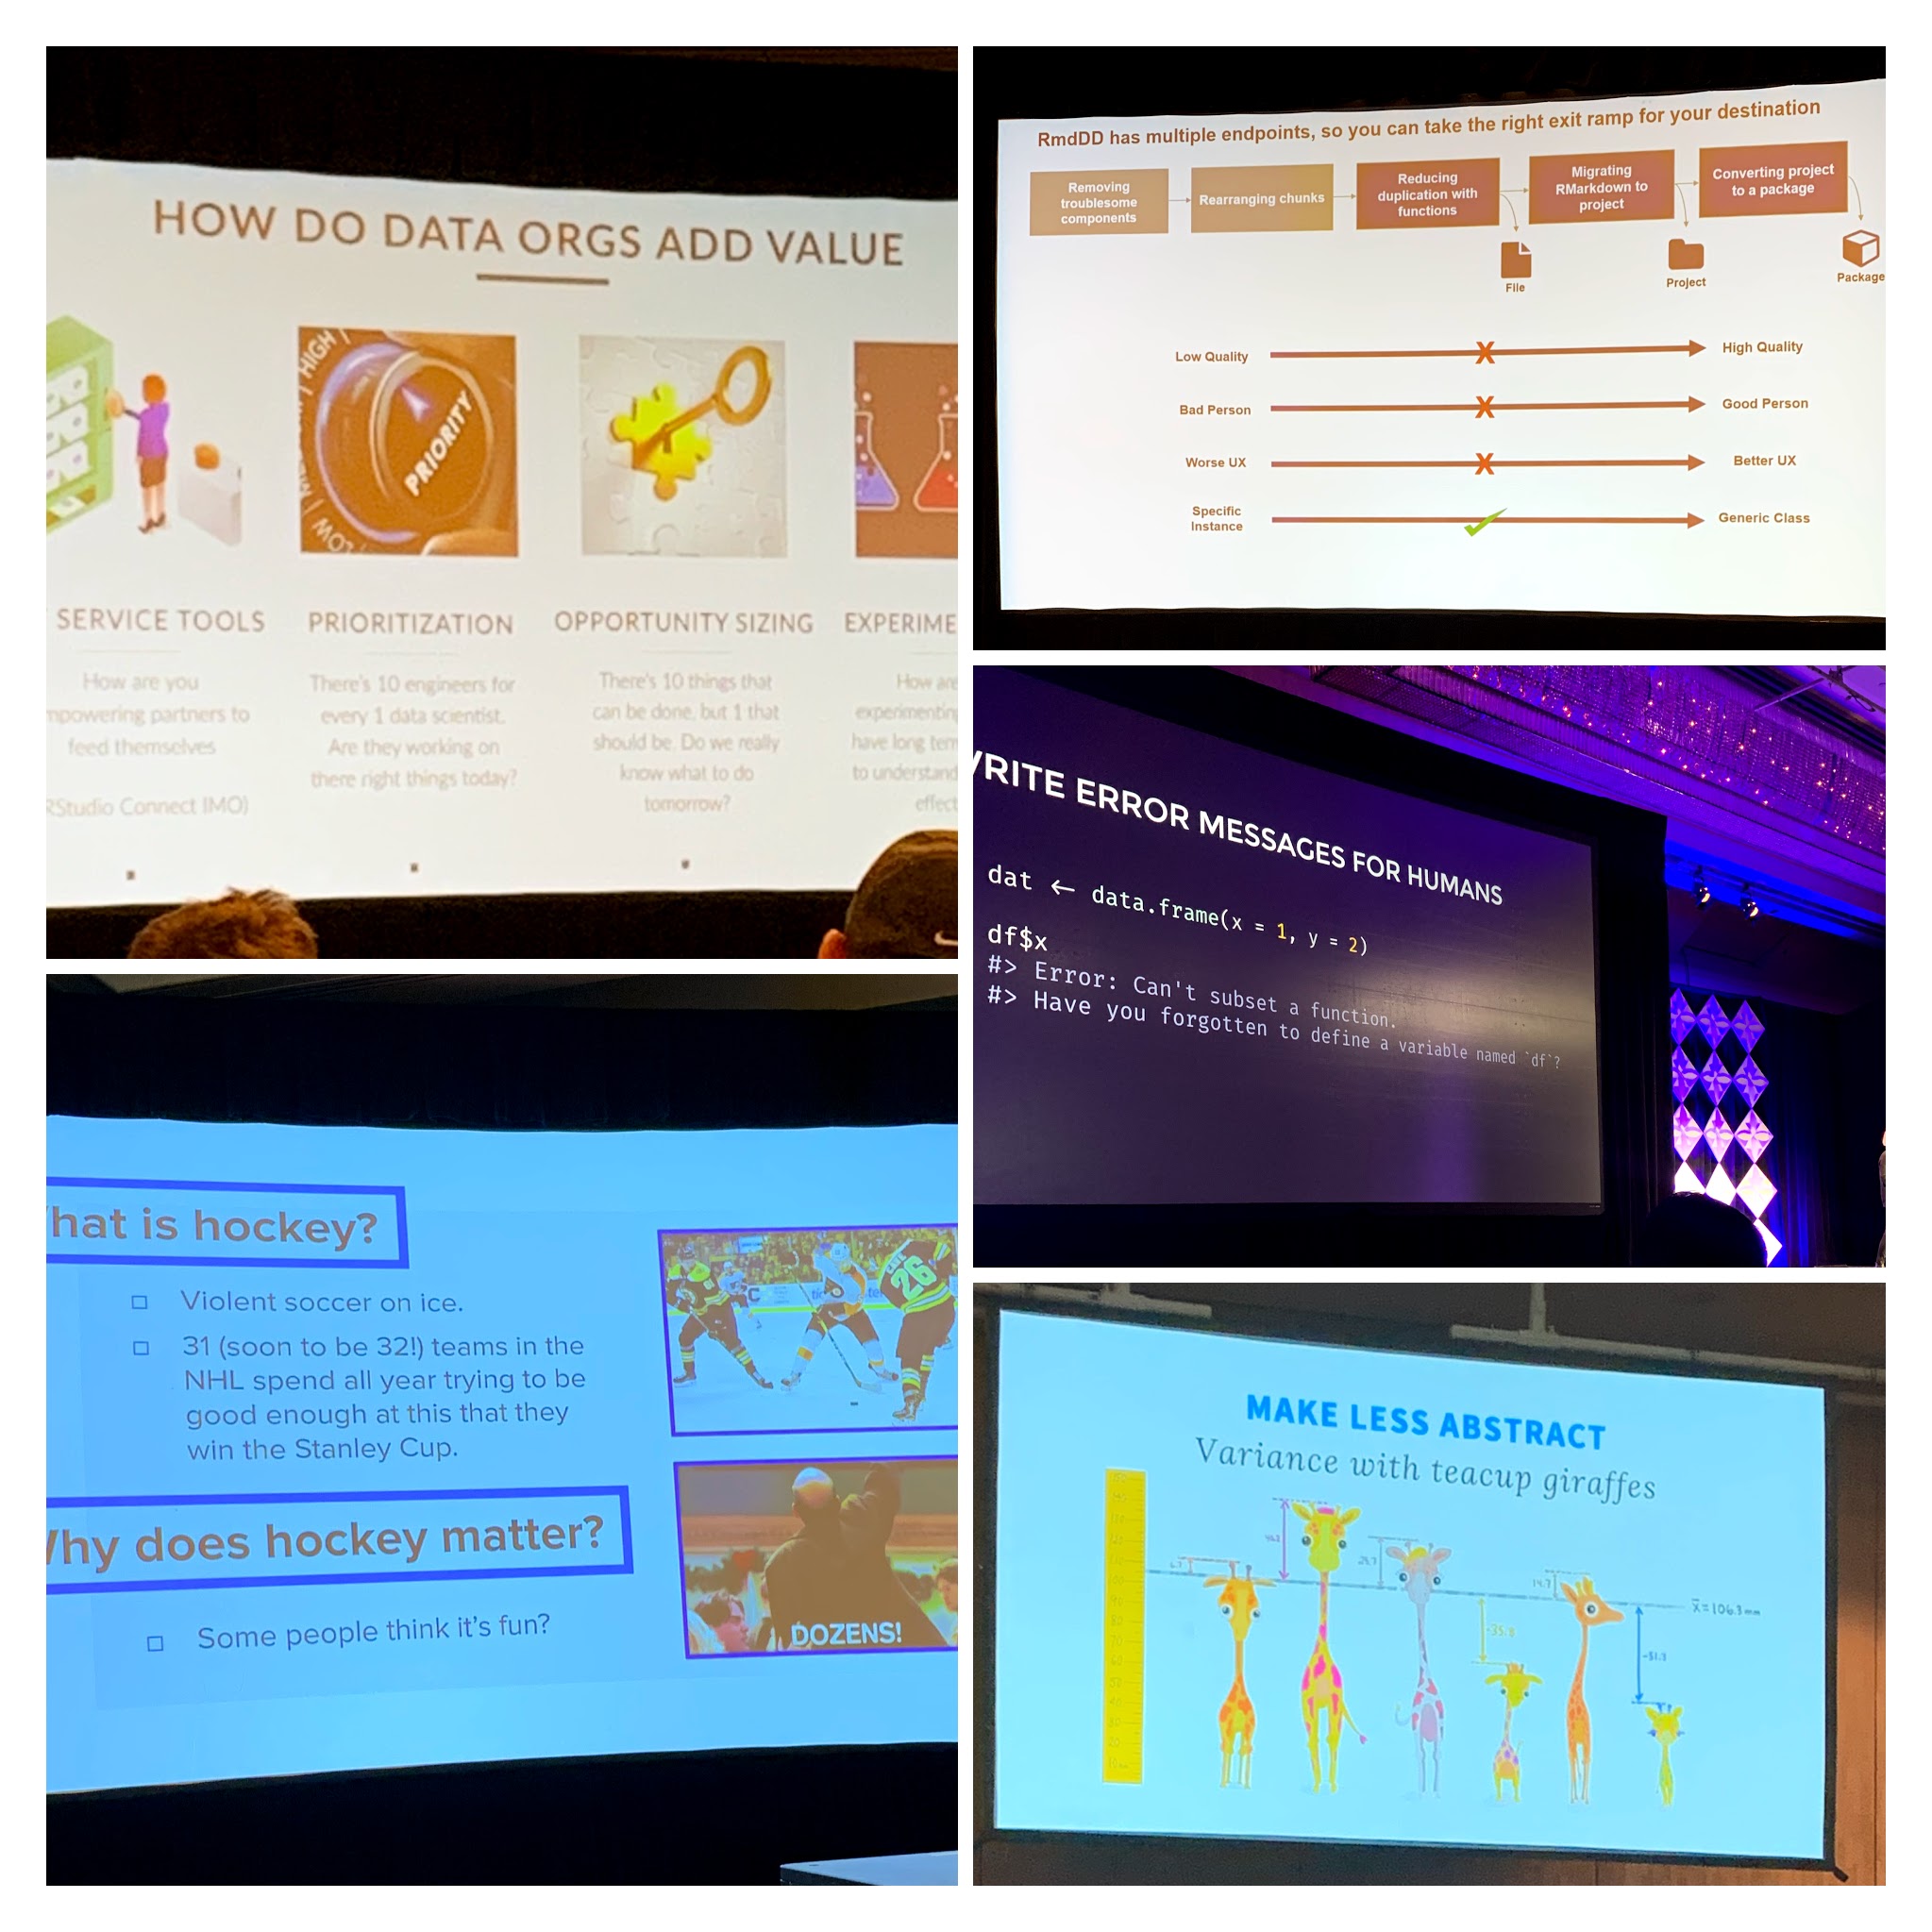 HOW DO DATA ORGS ADD VALUE
HIGH
PRIORITY
LOW
SERVICE TOOLS
How are you
mpowering partners to
feed themselves
RStudio Connect IMO)
PRIORITIZATION
There's 10 engineers for
every 1 data scientist.
Are they working on
there right things today?
OPPORTUNITY SIZING
There's 10 things that
can be done, but 1 that
should be. Do we really
know what to do
tomorrow?
EXPERIME
How are
experimenting
have long term
to understand
effect
RmdDD has multiple endpoints, so you can take the right exit ramp for your destination
Removing
troublesome
components
Rearranging chunks
Reducing
duplication with
functions
Migrating
RMarkdown to
project
Converting project
to a package
File
Project
Package
Low Quality
X
High Quality
Bad Person
X
Good Person
Worse UX
X
Better UX
Specific
Instance
Generic Class
RITE ERROR MESSAGES FOR HUMANS
dat ← data.frame(x = 1, y = 2)
df$x
#> Error: Can't subset a function.
#> Have you forgotten to define a variable named `df`?
hat is hockey?
Violent soccer on ice.
31 (soon to be 32!) teams in the
NHL spend all year trying to be
good enough at this that they
win the Stanley Cup.
26
hy does hockey matter?
Some people think it's fun?
DOZENS!
MAKE LESS ABSTRACT
Variance with teacup giraffes
14.7
x̄=106.3mm
-35.8